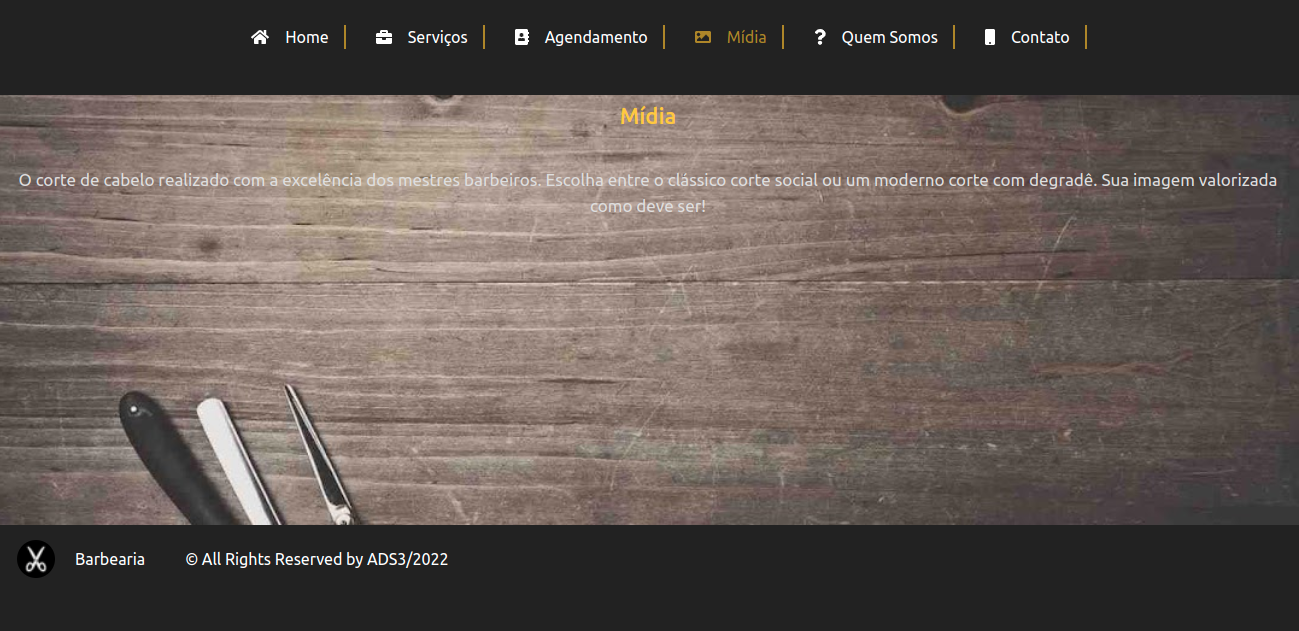 Home Serviços Agendamento Mídia Quem Somos Contato
Mídia
O corte de cabelo realizado com a excelência dos mestres barbeiros. Escolha entre o clássico corte social ou um moderno corte com degradê. Sua imagem valorizada
como deve ser!
Barbearia © All Rights Reserved by ADS3/2022